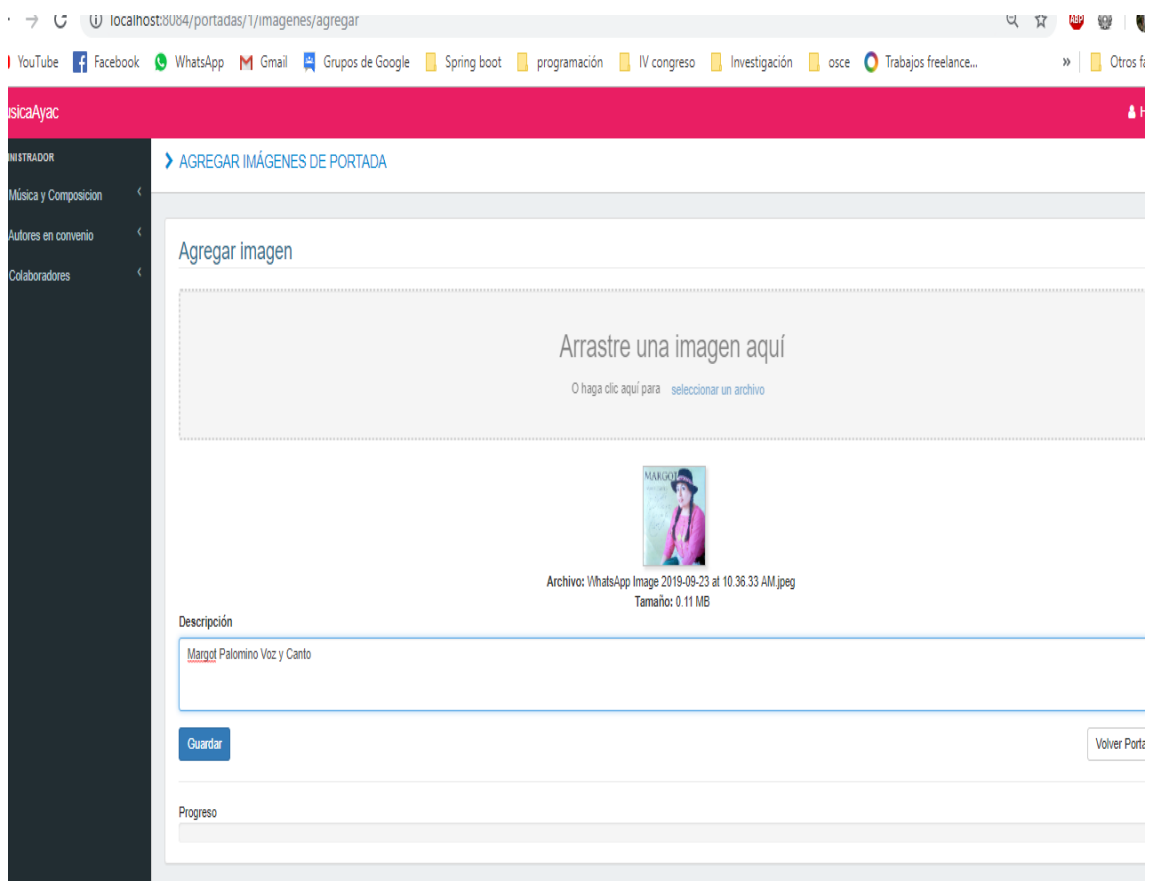 localhost:8084/portadas/1/imagenes/agregar
YouTube Facebook WhatsApp Gmail Grupos de Google Spring boot programación IV congreso Investigación osce Trabajos freelance... » Otros fa
usicaAyac H
INISTRADOR
AGREGAR IMÁGENES DE PORTADA
Música y Composicion
Autores en convenio
Colaboradores
Agregar imagen
Arrastre una imagen aquí
O haga clic aquí para seleccionar un archivo
MARGOT
Archivo: WhatsApp Image 2019-09-23 at 10.36.33 AM.jpeg
Tamaño: 0.11 MB
Descripción
Margot Palomino Voz y Canto
Guardar Volver Porta
Progreso